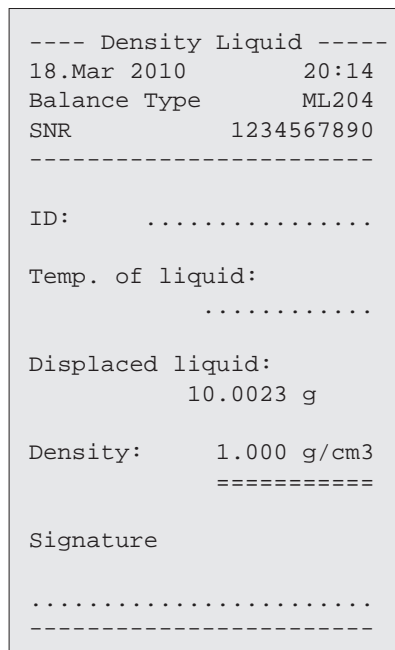 ---- Density Liquid -----
18.Mar 2010        20:14
Balance Type       ML204
SNR           1234567890
------------------------
ID:     ................
Temp. of liquid:
............
Displaced liquid:
10.0023 g
Density:     1.000 g/cm3
===========
Signature
........................
------------------------